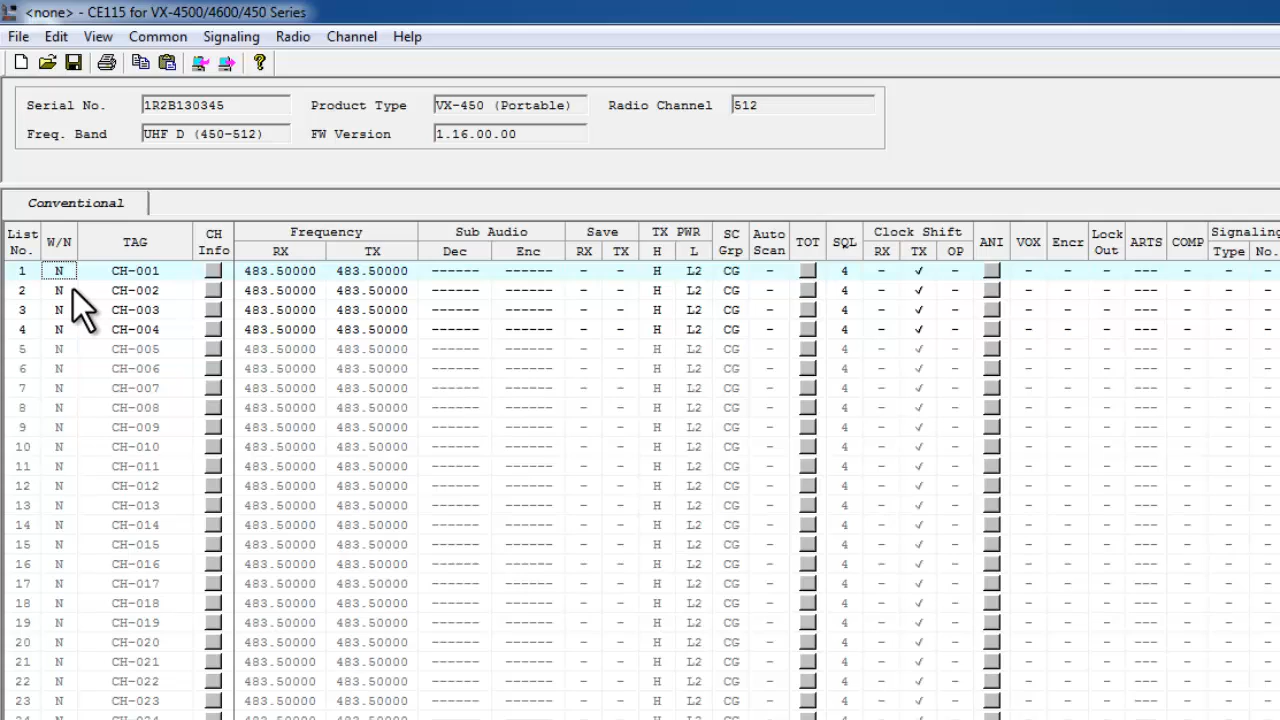 <none> - CE115 for VX-4500/4600/450 Series
File Edit View Common Signaling Radio Channel Help
Serial No. 1R2B130345 Product Type VX-450 (Portable) Radio Channel 512
Freq. Band UHF D (450-512) FW Version 1.16.00.00
Conventional
List No. W/N TAG CH Info Frequency RX TX Sub Audio Dec Enc Save RX TX TX PWR H L SC Grp Auto Scan TOT SQL Clock Shift RX TX OP ANI VOX Encr Lock Out ARTS COMP Signaling Type No.
1 N CH-001 483.50000 483.50000 ------ ------ - - H L2 CG - 4 - ✓ - - - - --- - - -
2 N CH-002 483.50000 483.50000 ------ ------ - - H L2 CG - 4 - ✓ - - - - --- - - -
3 N CH-003 483.50000 483.50000 ------ ------ - - H L2 CG - 4 - ✓ - - - - --- - - -
4 N CH-004 483.50000 483.50000 ------ ------ - - H L2 CG - 4 - ✓ - - - - --- - - -
5 N CH-005 483.50000 483.50000 ------ ------ - - H L2 CG - 4 - ✓ - - - - --- - - -
6 N CH-006 483.50000 483.50000 ------ ------ - - H L2 CG - 4 - ✓ - - - - --- - - -
7 N CH-007 483.50000 483.50000 ------ ------ - - H L2 CG - 4 - ✓ - - - - --- - - -
8 N CH-008 483.50000 483.50000 ------ ------ - - H L2 CG - 4 - ✓ - - - - --- - - -
9 N CH-009 483.50000 483.50000 ------ ------ - - H L2 CG - 4 - ✓ - - - - --- - - -
10 N CH-010 483.50000 483.50000 ------ ------ - - H L2 CG - 4 - ✓ - - - - --- - - -
11 N CH-011 483.50000 483.50000 ------ ------ - - H L2 CG - 4 - ✓ - - - - --- - - -
12 N CH-012 483.50000 483.50000 ------ ------ - - H L2 CG - 4 - ✓ - - - - --- - - -
13 N CH-013 483.50000 483.50000 ------ ------ - - H L2 CG - 4 - ✓ - - - - --- - - -
14 N CH-014 483.50000 483.50000 ------ ------ - - H L2 CG - 4 - ✓ - - - - --- - - -
15 N CH-015 483.50000 483.50000 ------ ------ - - H L2 CG - 4 - ✓ - - - - --- - - -
16 N CH-016 483.50000 483.50000 ------ ------ - - H L2 CG - 4 - ✓ - - - - --- - - -
17 N CH-017 483.50000 483.50000 ------ ------ - - H L2 CG - 4 - ✓ - - - - --- - - -
18 N CH-018 483.50000 483.50000 ------ ------ - - H L2 CG - 4 - ✓ - - - - --- - - -
19 N CH-019 483.50000 483.50000 ------ ------ - - H L2 CG - 4 - ✓ - - - - --- - - -
20 N CH-020 483.50000 483.50000 ------ ------ - - H L2 CG - 4 - ✓ - - - - --- - - -
21 N CH-021 483.50000 483.50000 ------ ------ - - H L2 CG - 4 - ✓ - - - - --- - - -
22 N CH-022 483.50000 483.50000 ------ ------ - - H L2 CG - 4 - ✓ - - - - --- - - -
23 N CH-023 483.50000 483.50000 ------ ------ - - H L2 CG - 4 - ✓ - - - - --- - - -